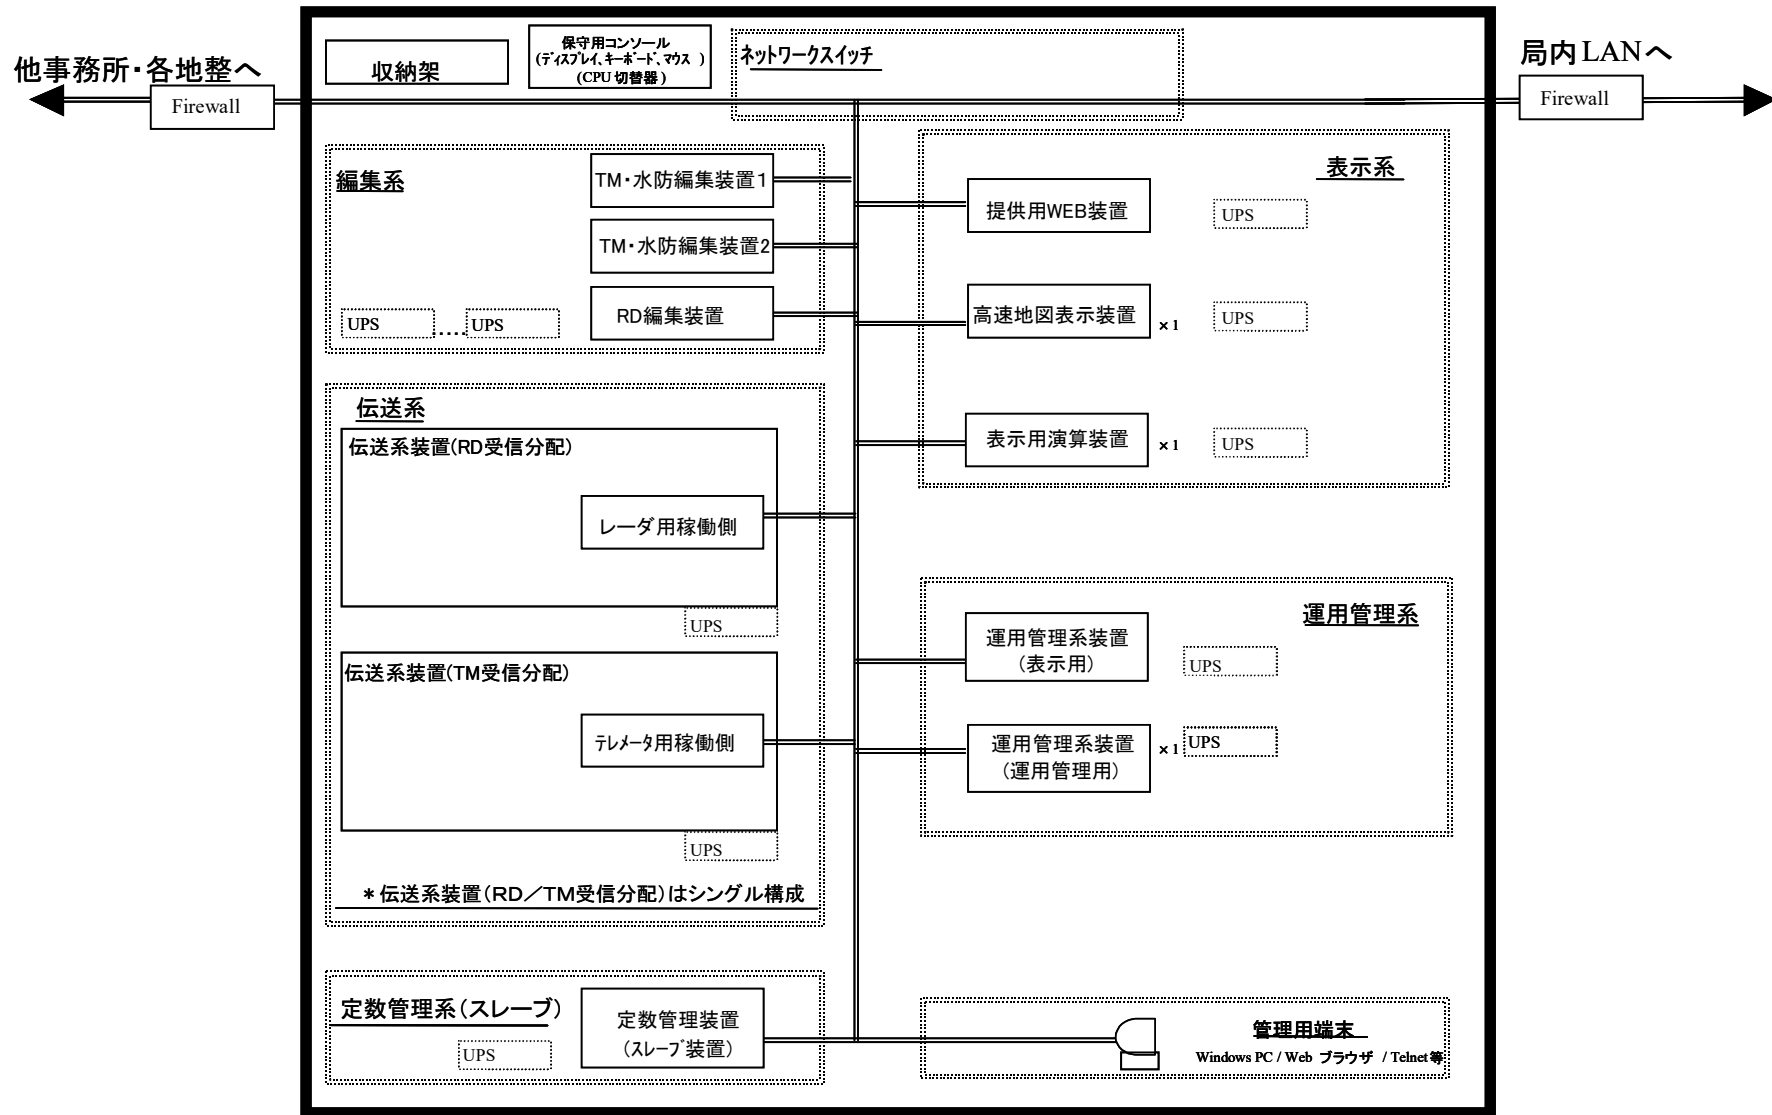 他事務所・各地整へ
Firewall
収納架
保守用コンソール
(ディスプレイ、キーボード、マウス )
(CPU 切替器 )
ネットワークスイッチ
局内 LANへ
Firewall
編集系
TM・水防編集装置1
TM・水防編集装置2
RD編集装置
UPS
....
UPS
表示系
提供用WEB装置
UPS
高速地図表示装置
×1
UPS
表示用演算装置
×1
UPS
伝送系
伝送系装置(RD受信分配)
レーダ用稼働側
UPS
伝送系装置(TM受信分配)
テレメータ用稼働側
UPS
*伝送系装置(RD/TM受信分配)はシングル構成
運用管理系
運用管理系装置
(表示用)
UPS
運用管理系装置
(運用管理用)
×1
UPS
定数管理系(スレーブ)
定数管理装置
(スレーブ装置)
UPS
管理用端末
Windows PC / Web ブラウザ / Telnet等